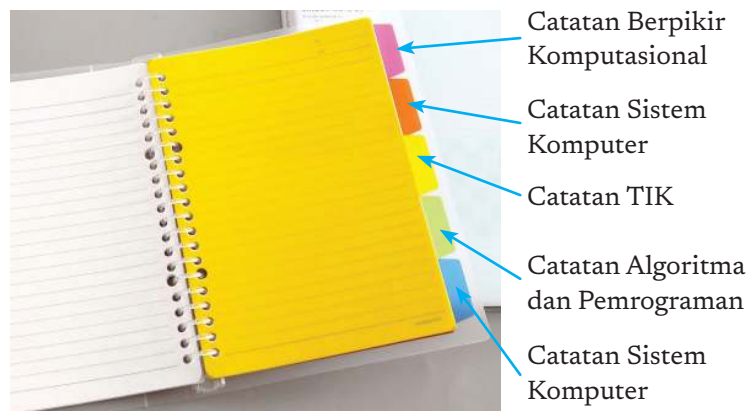 Catatan Berpikir
Komputasional
Catatan Sistem
Komputer
Catatan TIK
Catatan Algoritma
dan Pemrograman
Catatan Sistem
Komputer